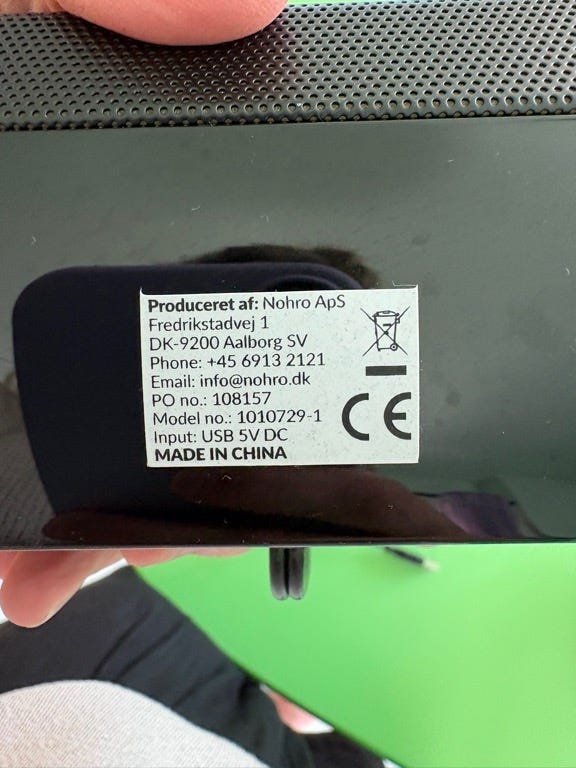 Produceret af: Nohro ApS
Fredrikstadvej 1
DK-9200 Aalborg SV
Phone: +45 6913 2121
Email: info@nohro.dk
PO no.: 108157
Model no.: 1010729-1
Input: USB 5V DC
MADE IN CHINA
CE